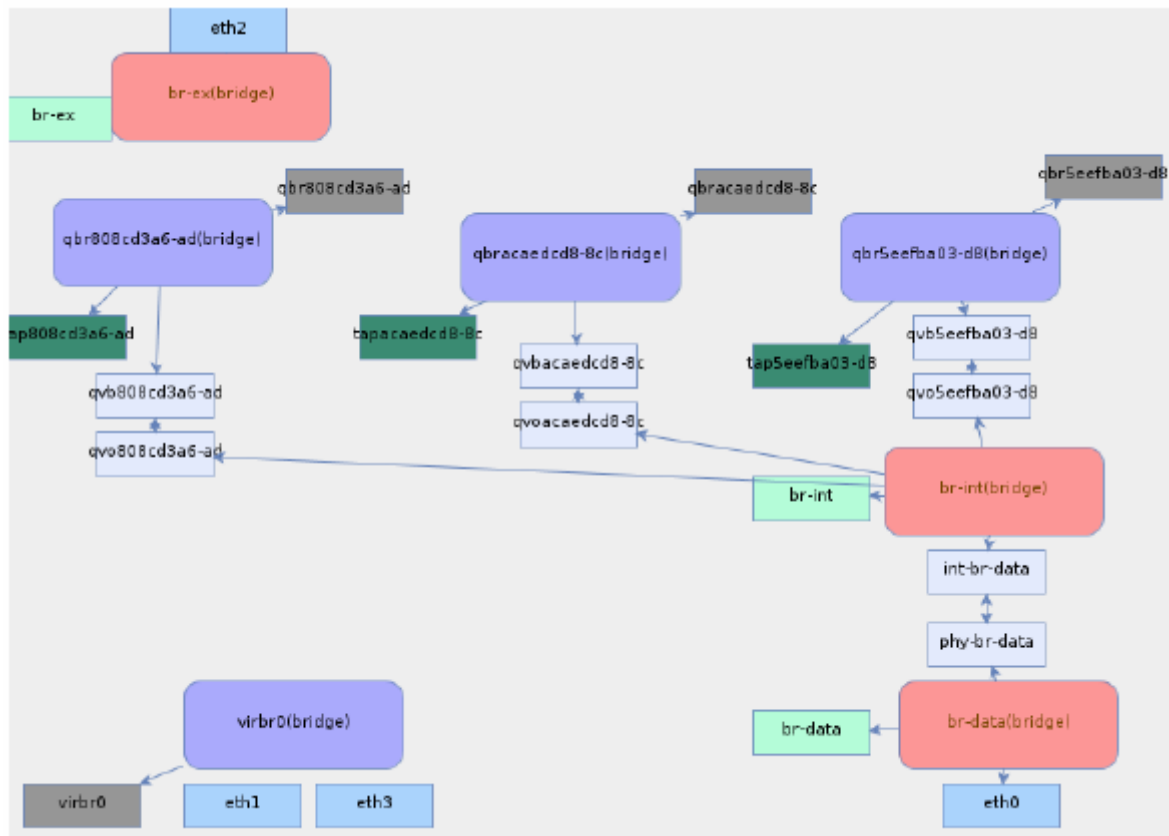 eth2
br-ex(bridge)
br-ex
qbr808cd3a6-ad
qbracaedcd8-8c
qbr5eefba03-d8
qbr808cd3a6-ad(bridge)
qbracaedcd8-8c(bridge)
qbr5eefba03-d8(bridge)
ap808cd3a6-ad
tapacaedcd8-8c
qvb5eefba03-d8
qvbacaedcd8-8c
tap5eefba03-d8
qvb808cd3a6-ad
qvo5eefba03-d8
qvoacaedcd8-8c
qvo808cd3a6-ad
br-int(bridge)
br-int
int-br-data
phy-br-data
virbr0(bridge)
br-data(bridge)
br-data
virbr0
eth1
eth3
eth0